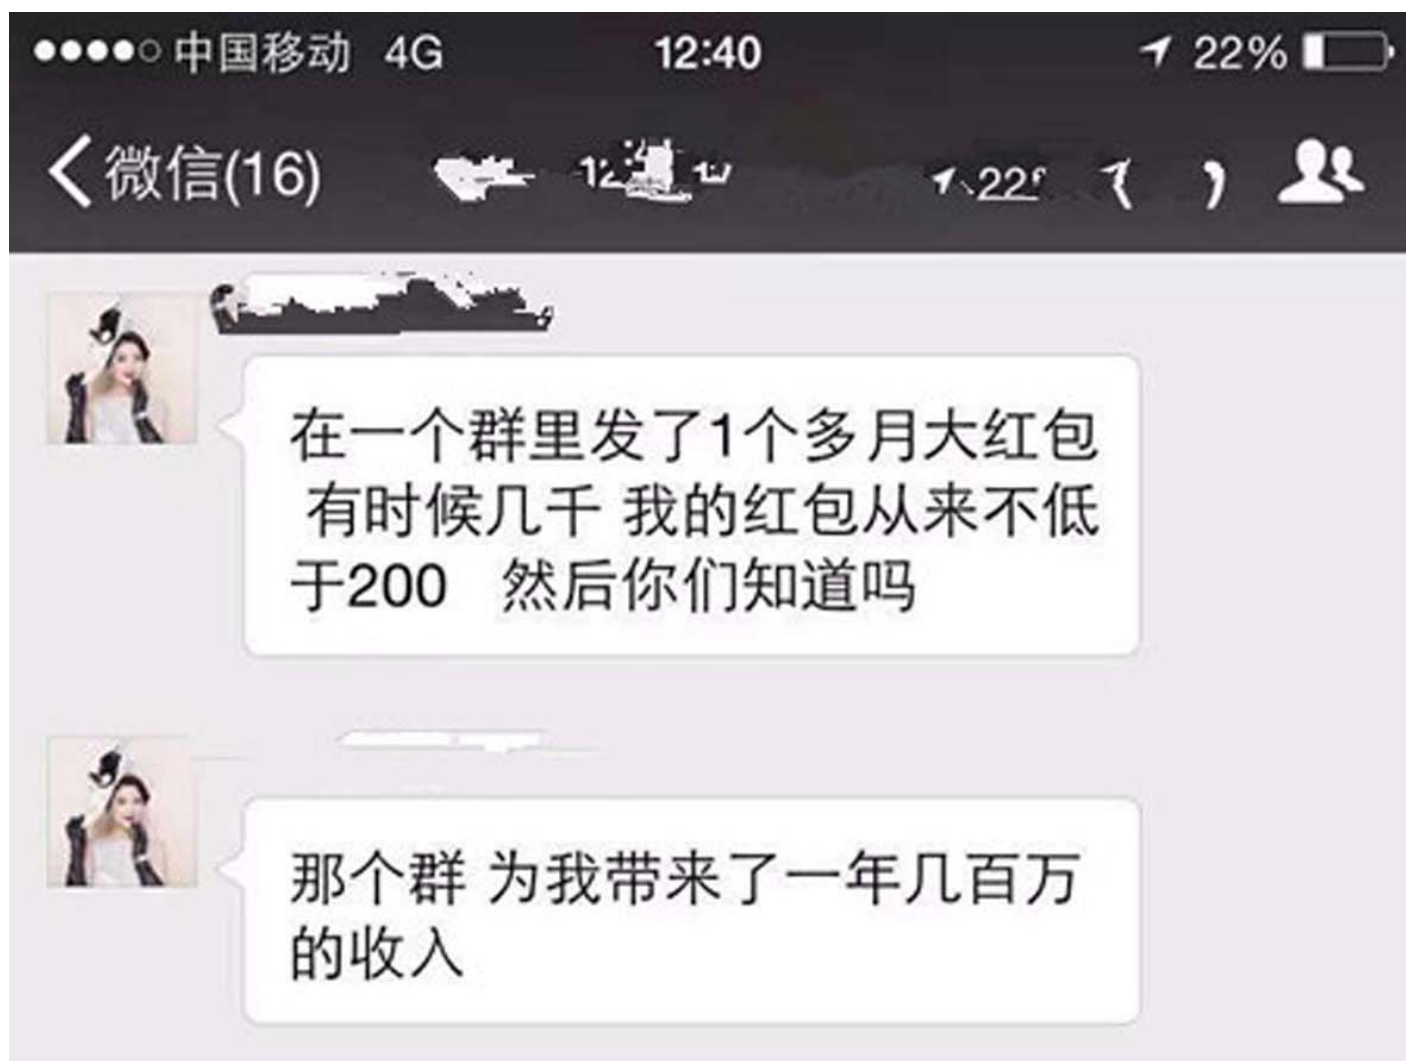 中国移动 4G 12:40 22%
微信(16)
在一个群里发了1个多月大红包
有时候几千 我的红包从来不低
于200 然后你们知道吗
那个群 为我带来了一年几百万
的收入